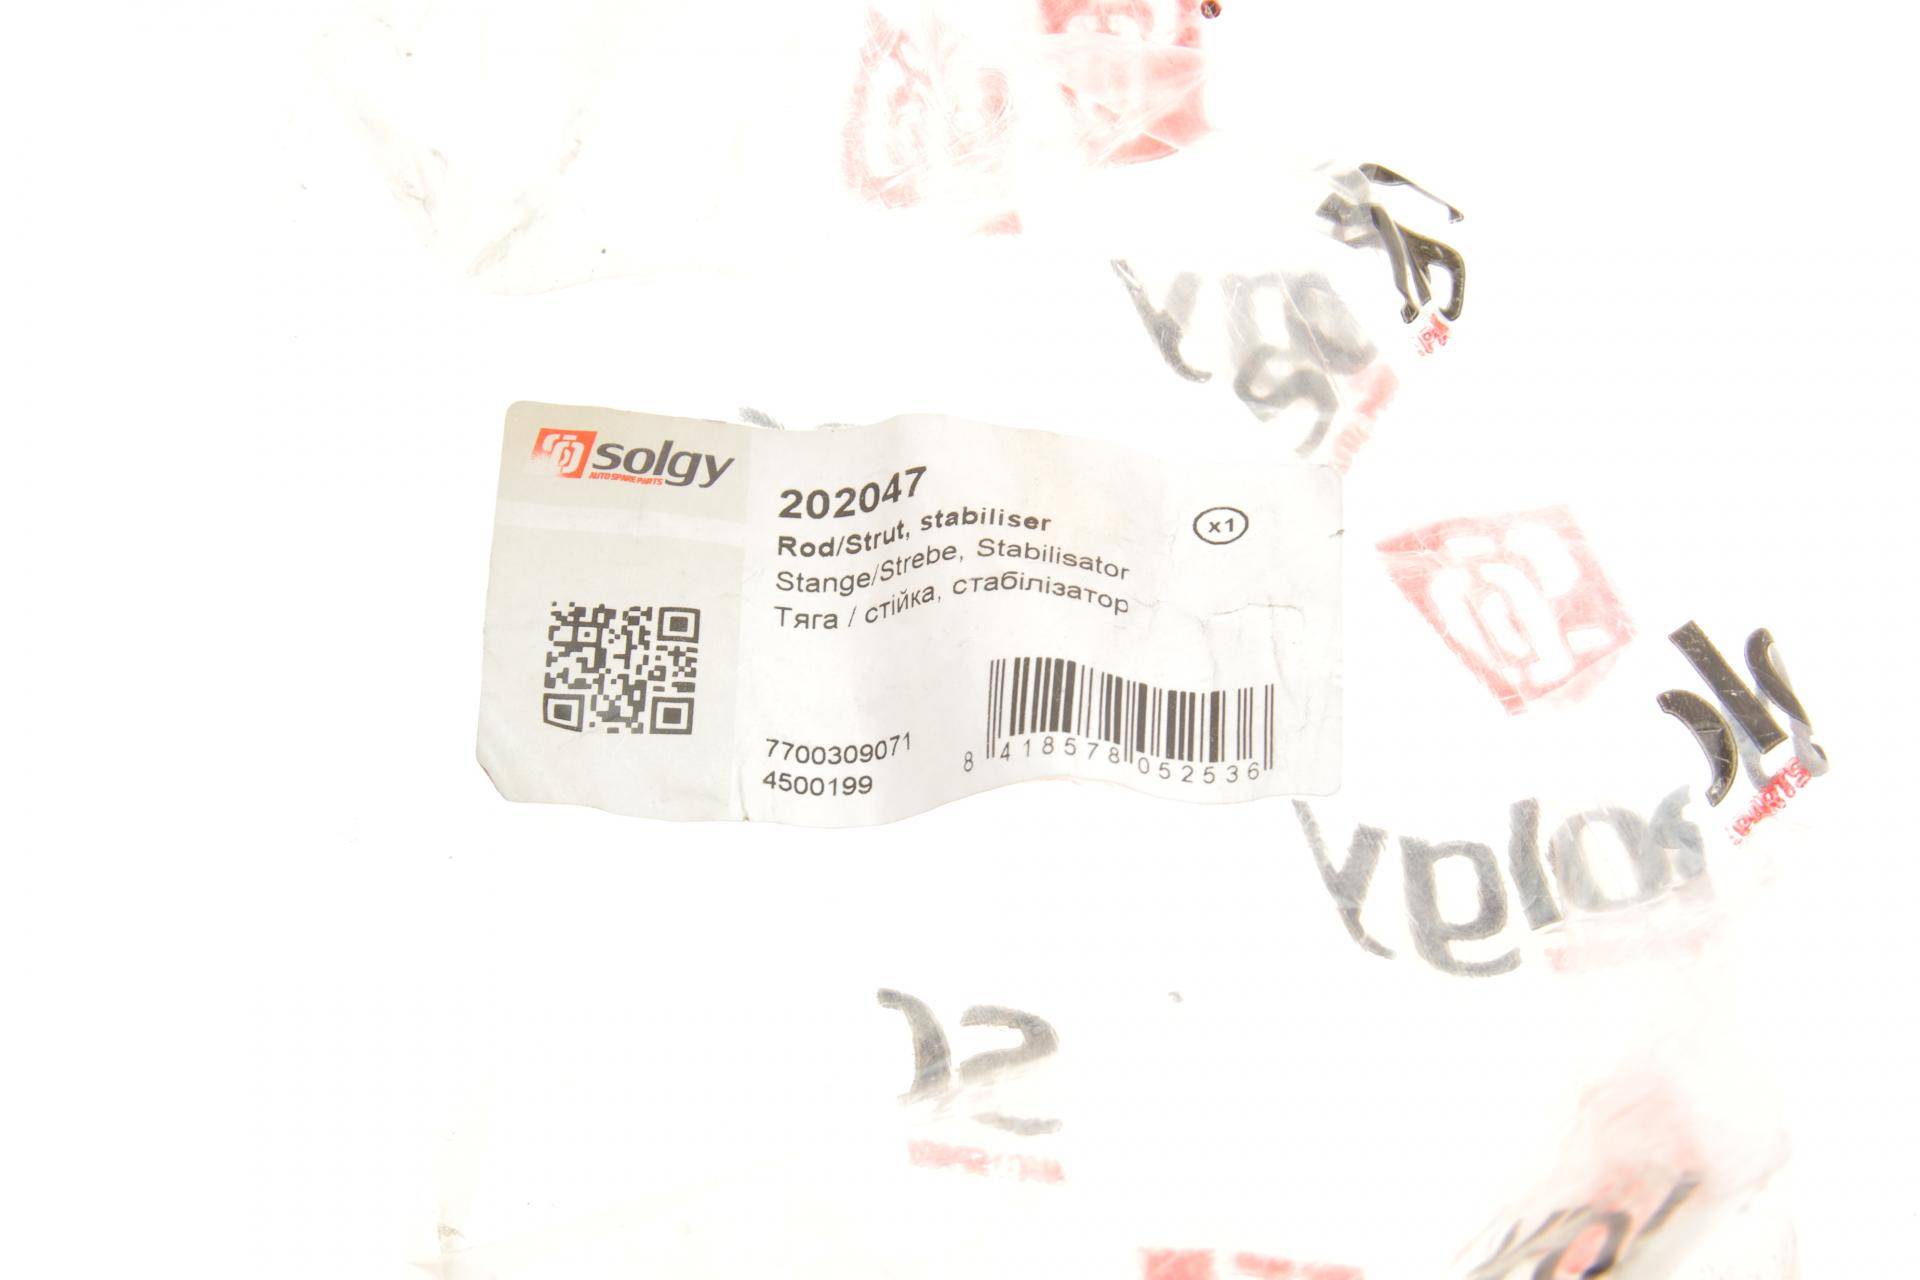 solgy
AUTO SPARE PARTS
202047
x1
Rod/Strut, stabiliser
Stange/Strebe, Stabilisator
Тяга / стійка, стабілізатор
7700309071
4500199
8 418578 052536
solgy